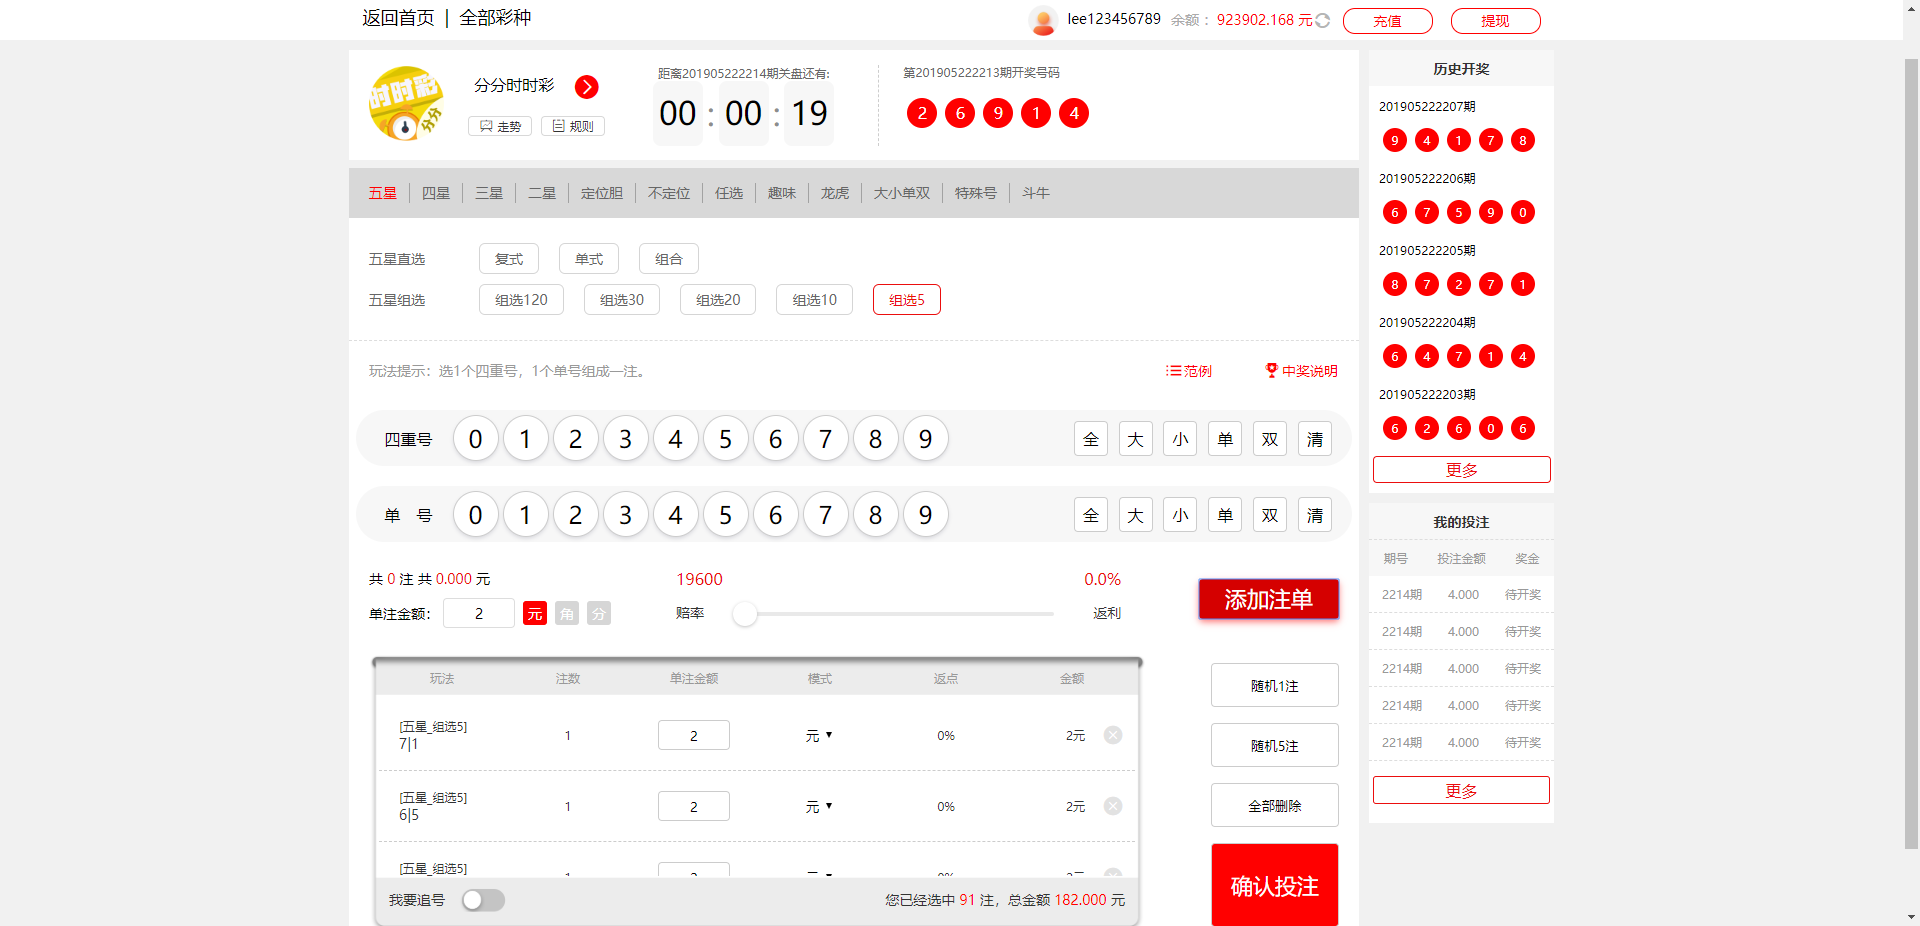 返回首页 | 全部彩种
lee123456789 余额： 923902.168 元 充值 提现
时时彩 分分
分分时时彩
走势 规则
距离201905222214期关盘还有:
00 : 00 : 19
第201905222213期开奖号码
2 6 9 1 4
五星 四星 三星 二星 定位胆 不定位 任选 趣味 龙虎 大小单双 特殊号 斗牛
五星直选 复式 单式 组合
五星组选 组选120 组选30 组选20 组选10 组选5
玩法提示：选1个四重号，1个单号组成一注。 范例 中奖说明
四重号 0 1 2 3 4 5 6 7 8 9 全 大 小 单 双 清
单 号 0 1 2 3 4 5 6 7 8 9 全 大 小 单 双 清
共 0 注 共 0.000 元 19600 0.0%
单注金额： 2 元 角 分 赔率 返利
添加注单
玩法 注数 单注金额 模式 返点 金额
[五星_组选5]
7|1 1 2 元 0% 2元
[五星_组选5]
6|5 1 2 元 0% 2元
[五星_组选5]
我要追号 您已经选中 91 注，总金额 182.000 元
随机1注
随机5注
全部删除
确认投注
历史开奖
201905222207期
9 4 1 7 8
201905222206期
6 7 5 9 0
201905222205期
8 7 2 7 1
201905222204期
6 4 7 1 4
201905222203期
6 2 6 0 6
更多
我的投注
期号 投注金额 奖金
2214期 4.000 待开奖
2214期 4.000 待开奖
2214期 4.000 待开奖
2214期 4.000 待开奖
2214期 4.000 待开奖
更多